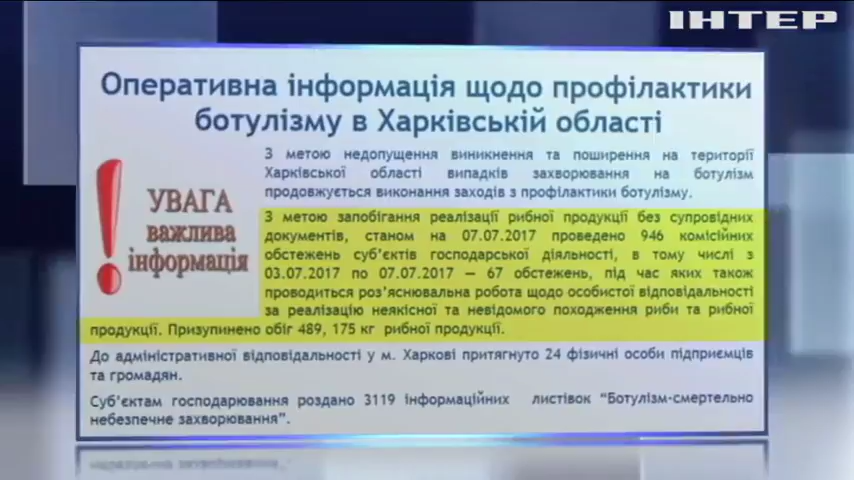 ІНТЕР
Оперативна інформація щодо профілактики
ботулізму в Харківській області
УВАГА
важлива
інформація
З метою недопущення виникнення та поширення на території
Харківської області випадків захворювання на ботулізм
продовжується виконання заходів з профілактики ботулізму.
З метою запобігання реалізації рибної продукції без супровідних
документів, станом на 07.07.2017 проведено 946 комісійних
обстежень суб’єктів господарської діяльності, в тому числі з
03.07.2017 по 07.07.2017 — 67 обстежень, під час яких також
проводиться роз’яснювальна робота щодо особистої відповідальності
за реалізацію неякісної та невідомого походження риби та рибної
продукції. Призупинено обіг 489, 175 кг рибної продукції.
До адміністративної відповідальності у м. Харкові притягнуто 24 фізичні особи підприємців
та громадян.
Суб’єктам господарювання роздано 3119 інформаційних листівок “Ботулізм-смертельно
небезпечне захворювання”.